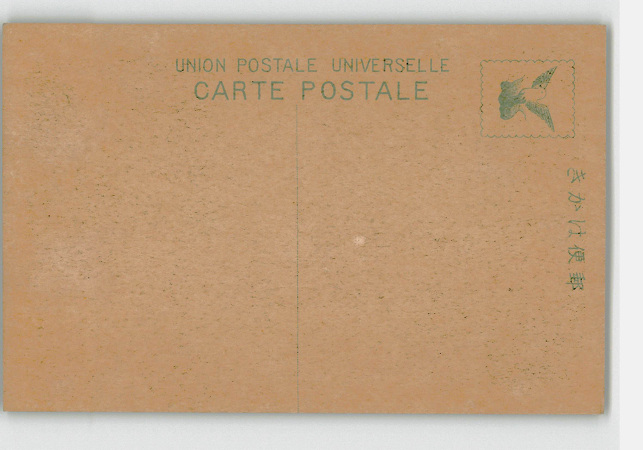 UNION POSTALE UNIVERSELLE
CARTE POSTALE
きかは便郵